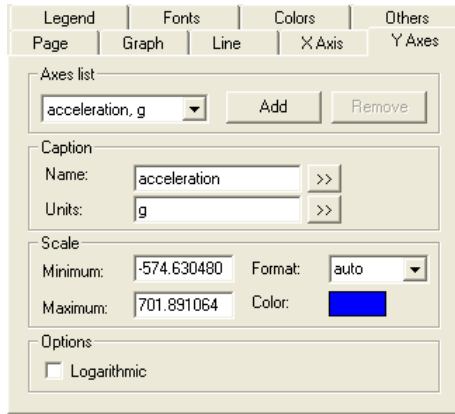 Legend Fonts Colors Others
Page Graph Line X Axis Y Axes
Axes list
acceleration, g Add Remove
Caption
Name: acceleration >>
Units: g >>
Scale
Minimum: -574.630480 Format: auto
Maximum: 701.891064 Color:
Options
Logarithmic